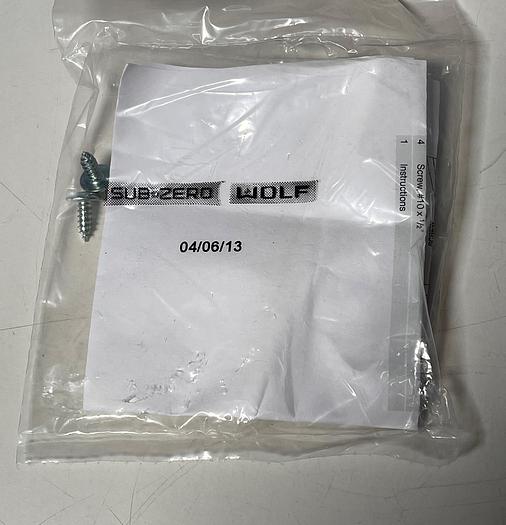 SUB-ZERO WOLF
04/06/13
4 Screw, #10 x ½"
1 Instructions